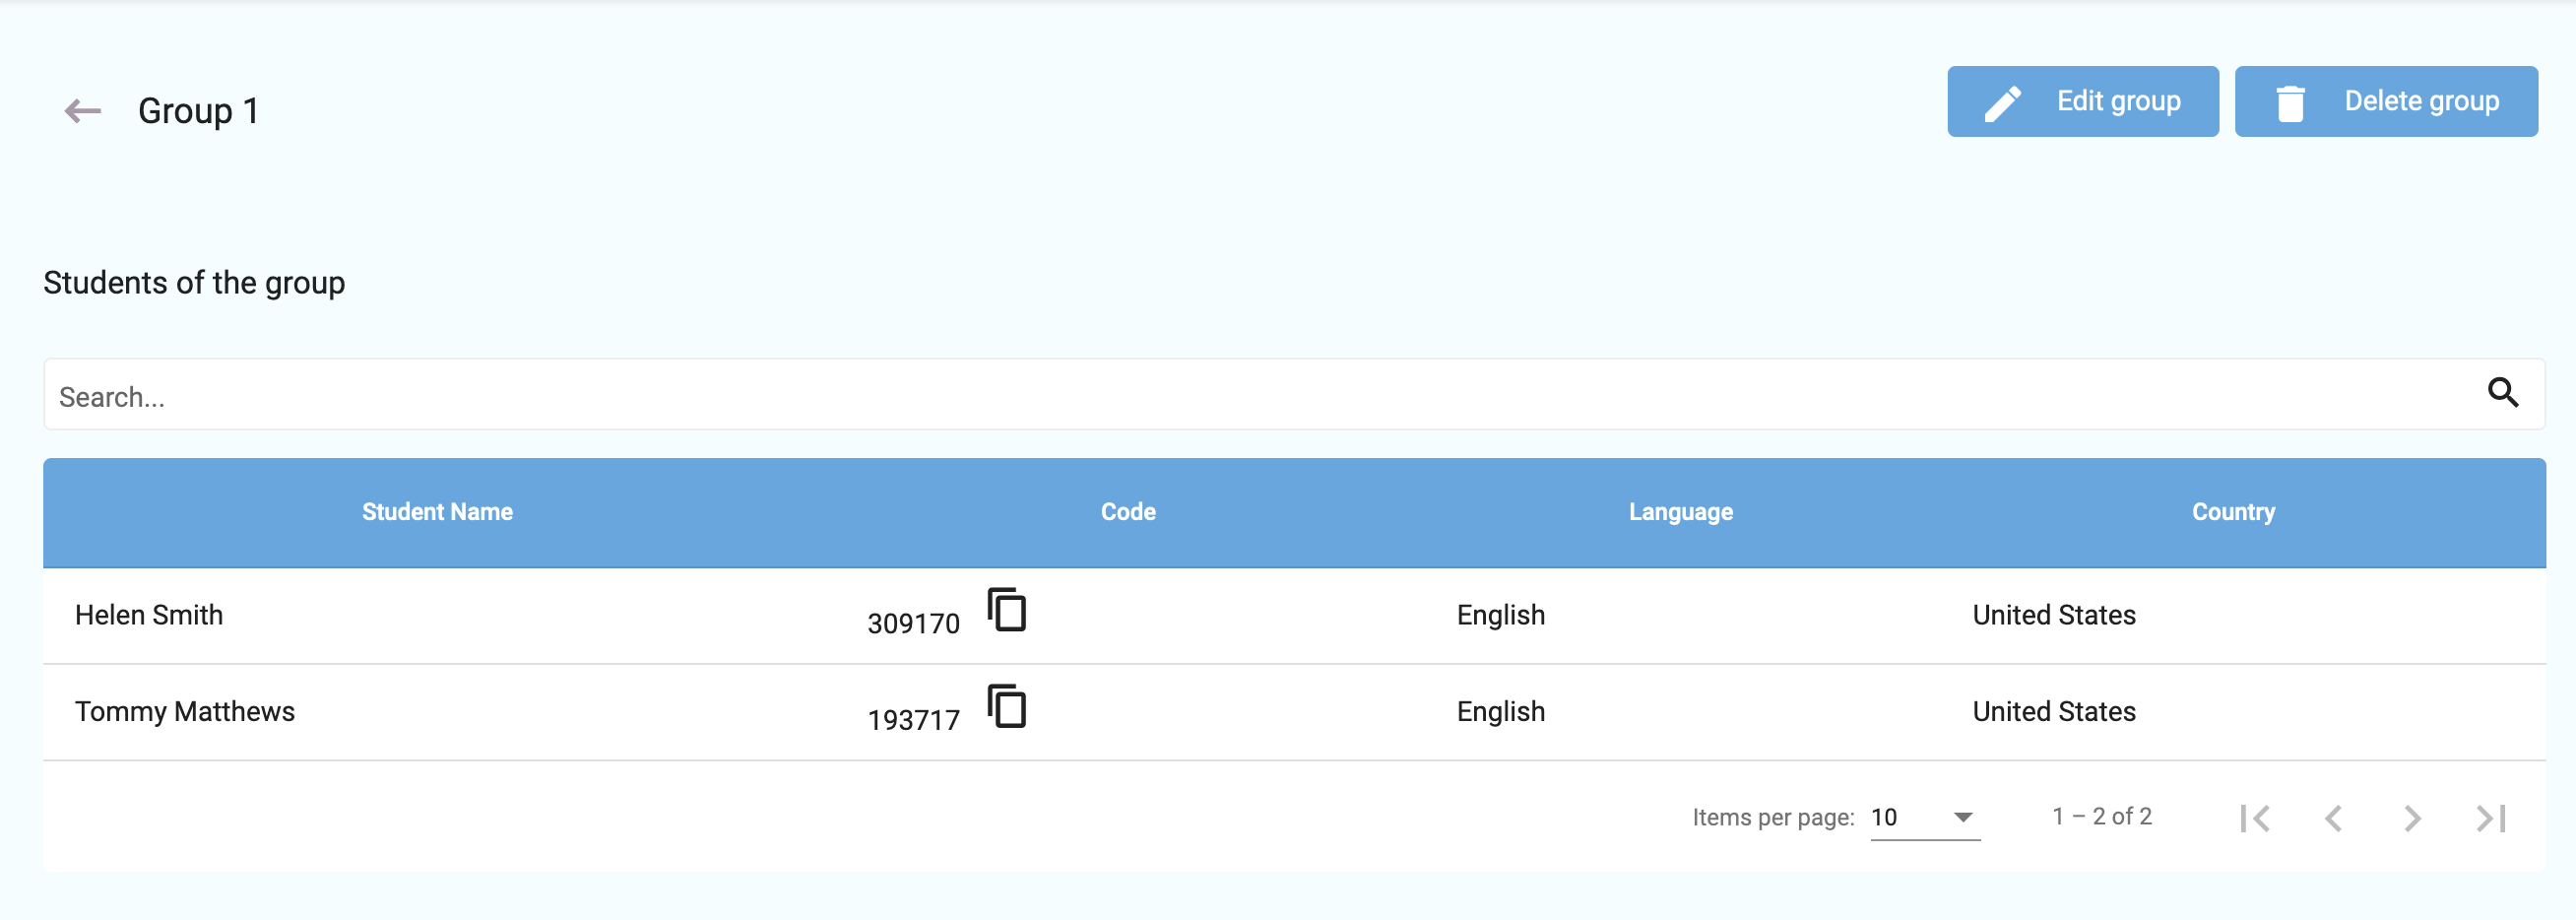 Group 1
Edit group
Delete group
Students of the group
Search...
Student Name Code Language Country
Helen Smith 309170 English United States
Tommy Matthews 193717 English United States
Items per page: 10 1 – 2 of 2